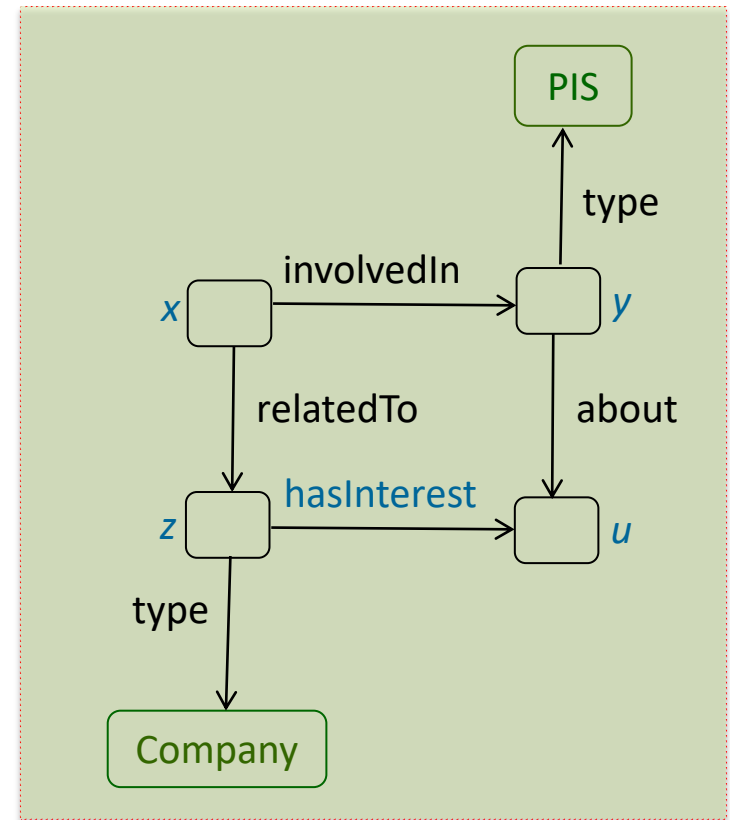 PIS
type
involvedIn
x
y
relatedTo
about
hasInterest
z
u
type
Company